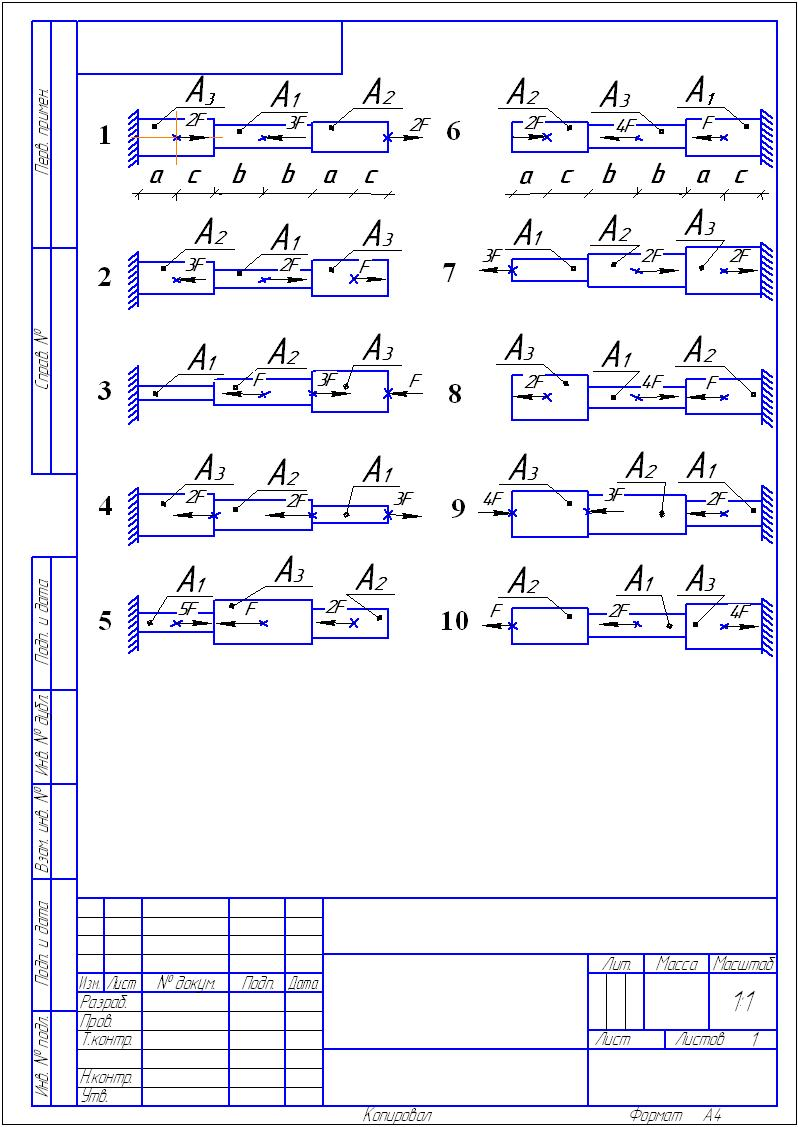 A3 A1 A2
1 2F 3F 2F
A2 A3 A1
6 2F 4F F
a c b b a c
a c b b a c
A2 A1 A3
2 3F 2F F
A1 A2 A3
7 3F 2F 2F
A1 A2 A3
3 F 3F F
A3 A1 A2
8 2F 4F F
A3 A2 A1
4 2F 2F 3F
A3 A2 A1
9 4F 3F 2F
A1 A3 A2
5 5F F 2F
A2 A1 A3
10 F 2F 4F
Перв. примен.
Справ. №
Подп. и дата
Инв. № дубл.
Взам. инв. №
Подп. и дата
Инв. № подл.
Изм. Лист № докум. Подп. Дата
Разраб.
Пров.
Т.контр.
Н.контр.
Утв.
Лит. Масса Масштаб
1:1
Лист Листов 1
Копировал Формат А4